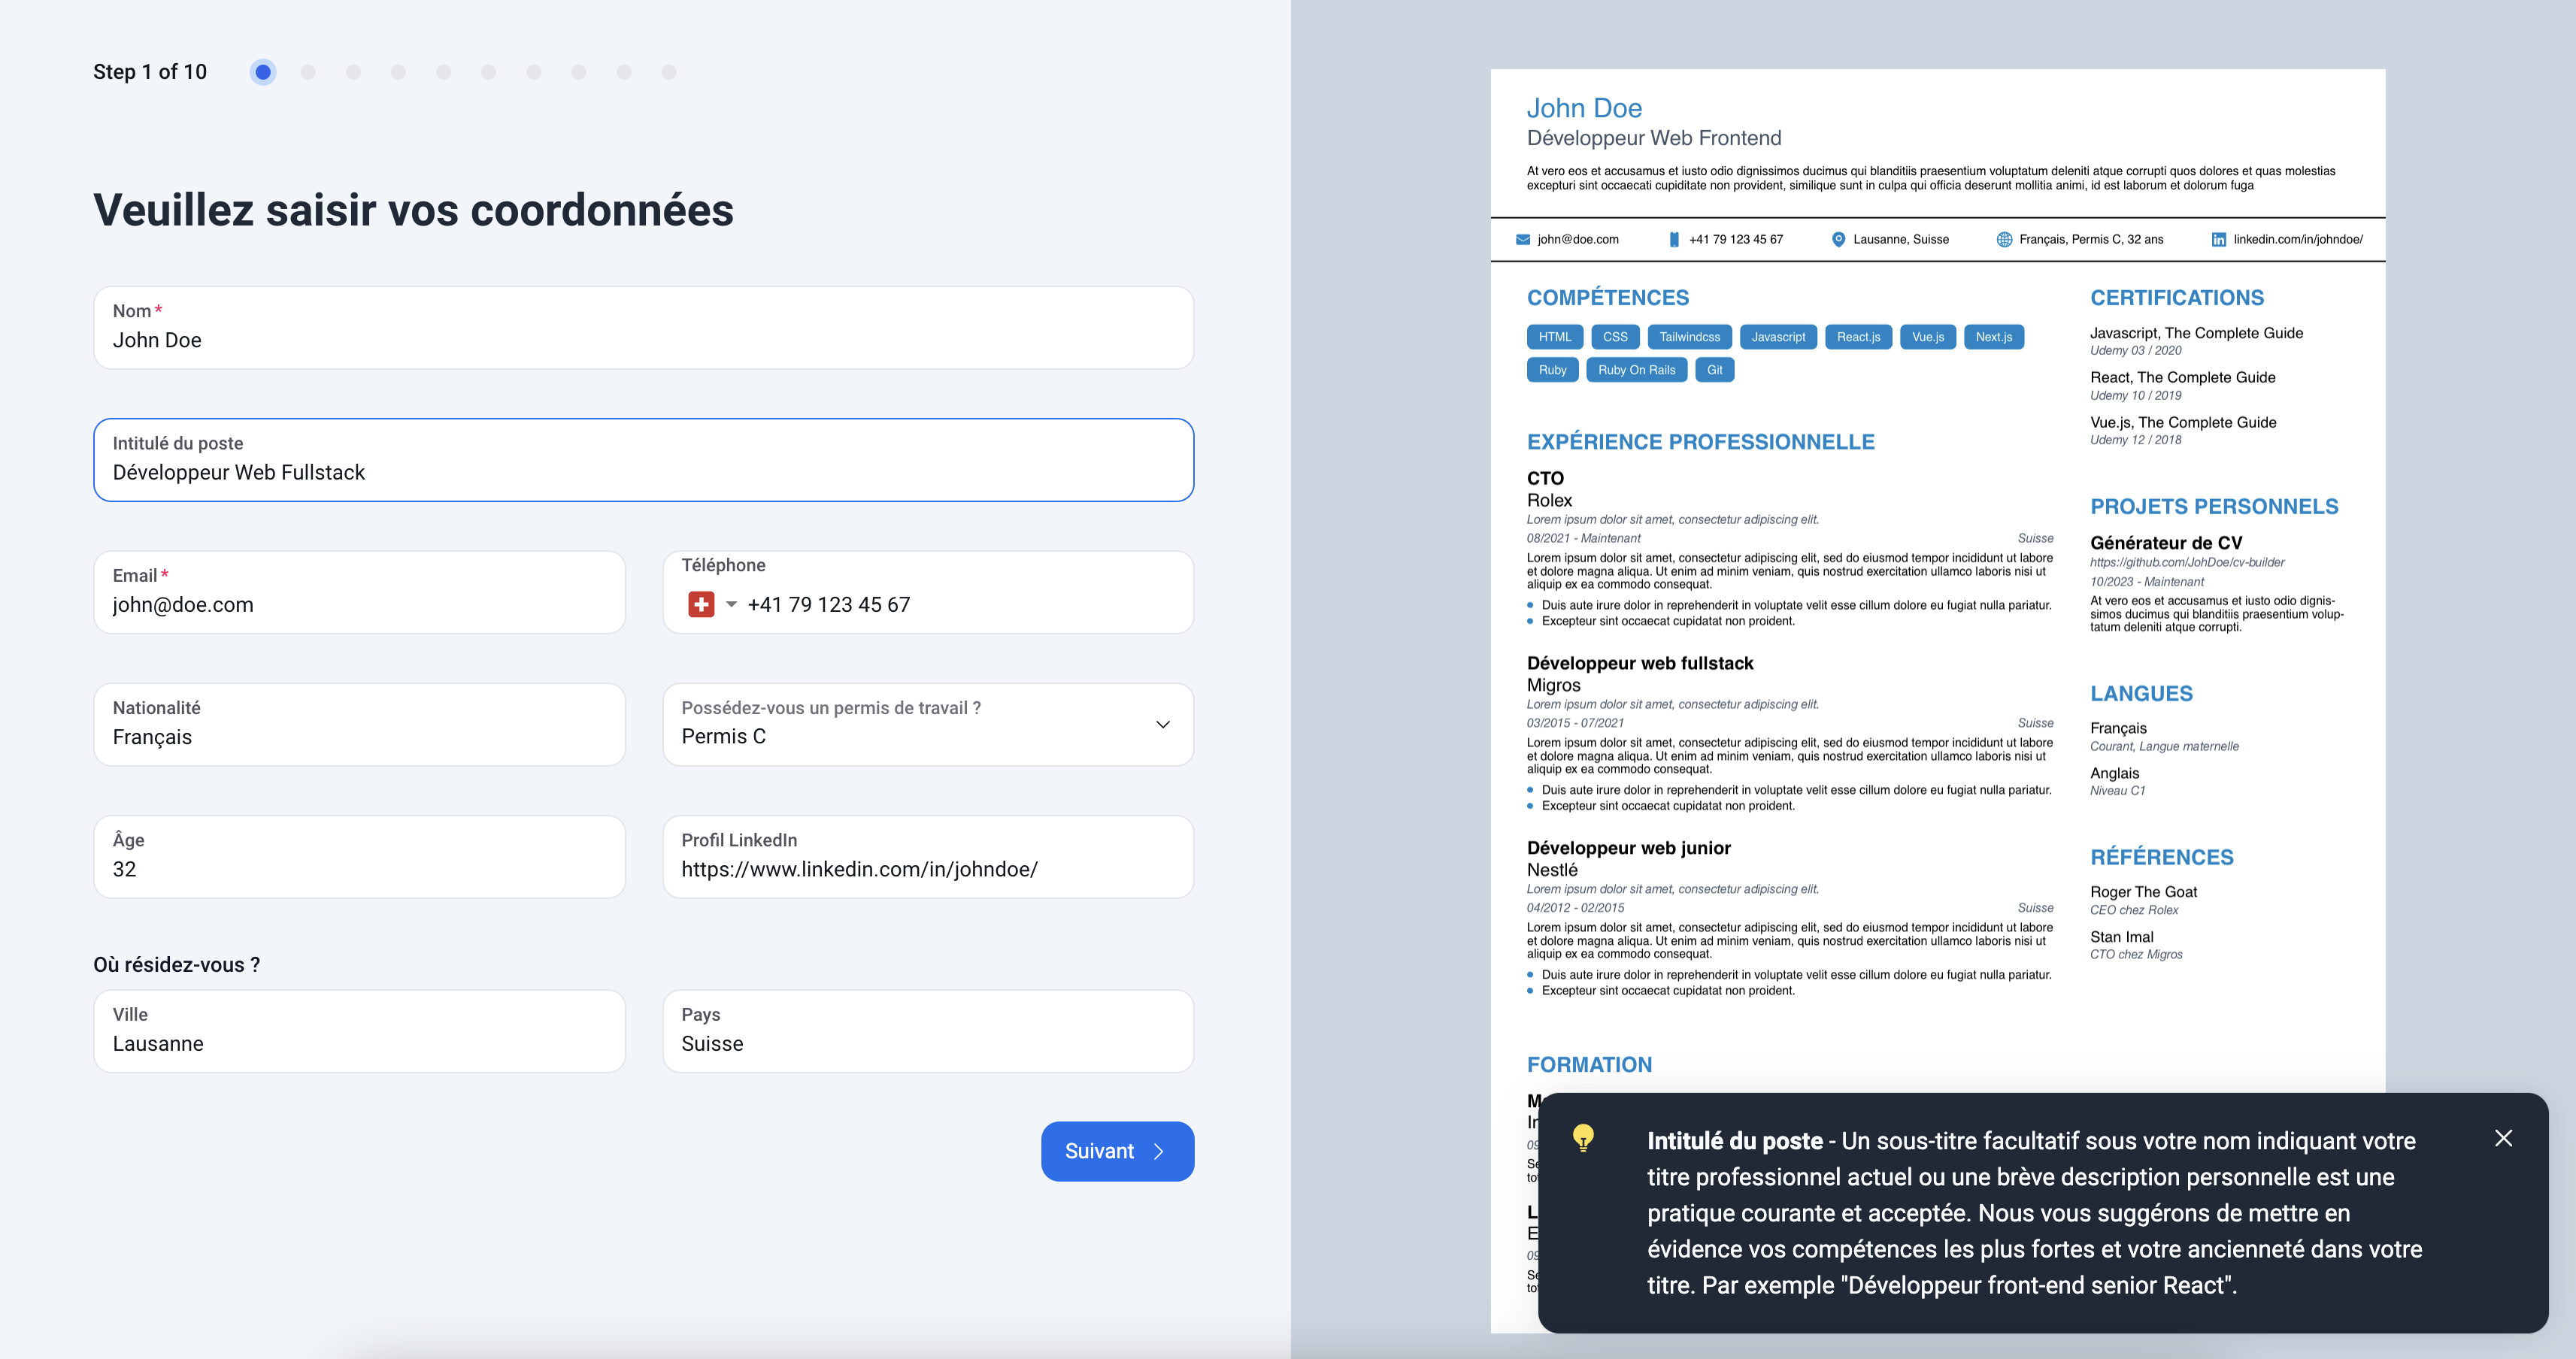 Step 1 of 10
Veuillez saisir vos coordonnées
Nom*
John Doe
Intitulé du poste
Développeur Web Fullstack
Email*
john@doe.com
Téléphone
+41 79 123 45 67
Nationalité
Français
Possédez-vous un permis de travail ?
Permis C
Âge
32
Profil LinkedIn
https://www.linkedin.com/in/johndoe/
Où résidez-vous ?
Ville
Lausanne
Pays
Suisse
Suivant
John Doe
Développeur Web Frontend
At vero eos et accusamus et iusto odio dignissimos ducimus qui blanditiis praesentium voluptatum deleniti atque corrupti quos dolores et quas molestias
excepturi sint occaecati cupiditate non provident, similique sunt in culpa qui officia deserunt mollitia animi, id est laborum et dolorum fuga
john@doe.com
+41 79 123 45 67
Lausanne, Suisse
Français, Permis C, 32 ans
linkedin.com/in/johndoe/
COMPÉTENCES
HTML CSS Tailwindcss Javascript React.js Vue.js Next.js
Ruby Ruby On Rails Git
EXPÉRIENCE PROFESSIONNELLE
CTO
Rolex
Lorem ipsum dolor sit amet, consectetur adipiscing elit.
08/2021 - Maintenant Suisse
Lorem ipsum dolor sit amet, consectetur adipiscing elit, sed do eiusmod tempor incididunt ut labore
et dolore magna aliqua. Ut enim ad minim veniam, quis nostrud exercitation ullamco laboris nisi ut
aliquip ex ea commodo consequat.
Duis aute irure dolor in reprehenderit in voluptate velit esse cillum dolore eu fugiat nulla pariatur.
Excepteur sint occaecat cupidatat non proident.
Développeur web fullstack
Migros
Lorem ipsum dolor sit amet, consectetur adipiscing elit.
03/2015 - 07/2021 Suisse
Lorem ipsum dolor sit amet, consectetur adipiscing elit, sed do eiusmod tempor incididunt ut labore
et dolore magna aliqua. Ut enim ad minim veniam, quis nostrud exercitation ullamco laboris nisi ut
aliquip ex ea commodo consequat.
Duis aute irure dolor in reprehenderit in voluptate velit esse cillum dolore eu fugiat nulla pariatur.
Excepteur sint occaecat cupidatat non proident.
Développeur web junior
Nestlé
Lorem ipsum dolor sit amet, consectetur adipiscing elit.
04/2012 - 02/2015 Suisse
Lorem ipsum dolor sit amet, consectetur adipiscing elit, sed do eiusmod tempor incididunt ut labore
et dolore magna aliqua. Ut enim ad minim veniam, quis nostrud exercitation ullamco laboris nisi ut
aliquip ex ea commodo consequat.
Duis aute irure dolor in reprehenderit in voluptate velit esse cillum dolore eu fugiat nulla pariatur.
Excepteur sint occaecat cupidatat non proident.
FORMATION
CERTIFICATIONS
Javascript, The Complete Guide
Udemy 03 / 2020
React, The Complete Guide
Udemy 10 / 2019
Vue.js, The Complete Guide
Udemy 12 / 2018
PROJETS PERSONNELS
Générateur de CV
https://github.com/JohDoe/cv-builder
10/2023 - Maintenant
At vero eos et accusamus et iusto odio dignis-
simos ducimus qui blanditiis praesentium volup-
tatum deleniti atque corrupti.
LANGUES
Français
Courant, Langue maternelle
Anglais
Niveau C1
RÉFÉRENCES
Roger The Goat
CEO chez Rolex
Stan Imal
CTO chez Migros
Intitulé du poste - Un sous-titre facultatif sous votre nom indiquant votre
titre professionnel actuel ou une brève description personnelle est une
pratique courante et acceptée. Nous vous suggérons de mettre en
évidence vos compétences les plus fortes et votre ancienneté dans votre
titre. Par exemple "Développeur front-end senior React".